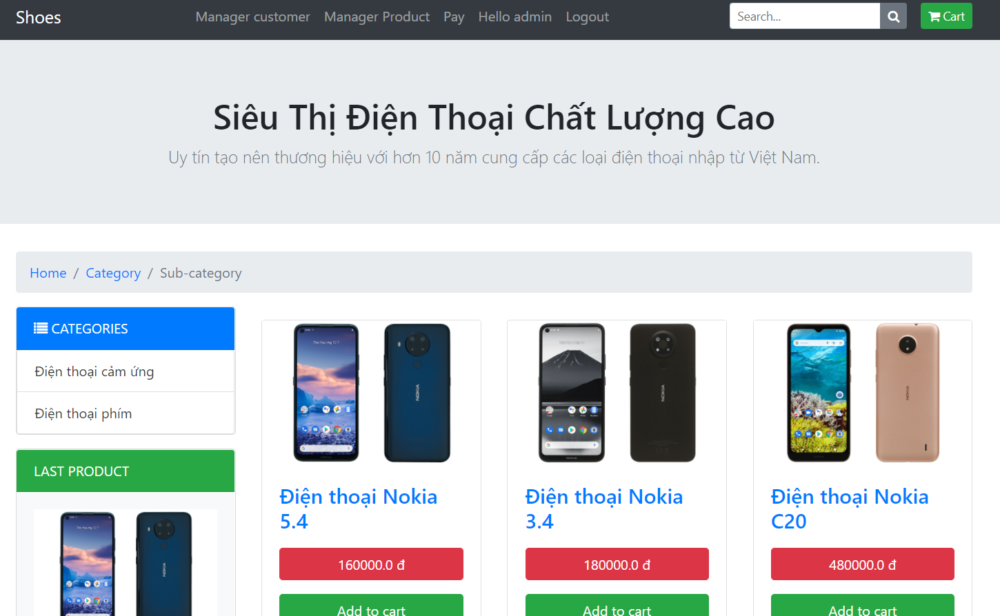 Shoes
Manager customer
Manager Product
Pay
Hello admin
Logout
Search...
Cart
Siêu Thị Điện Thoại Chất Lượng Cao
Uy tín tạo nên thương hiệu với hơn 10 năm cung cấp các loại điện thoại nhập từ Việt Nam.
Home / Category / Sub-category
CATEGORIES
Điện thoại cảm ứng
Điện thoại phím
LAST PRODUCT
NOKIA
NOKIA
Điện thoại Nokia
5.4
160000.0 đ
Add to cart
NOKIA
Điện thoại Nokia
3.4
180000.0 đ
Add to cart
NOKIA
Điện thoại Nokia
C20
480000.0 đ
Add to cart